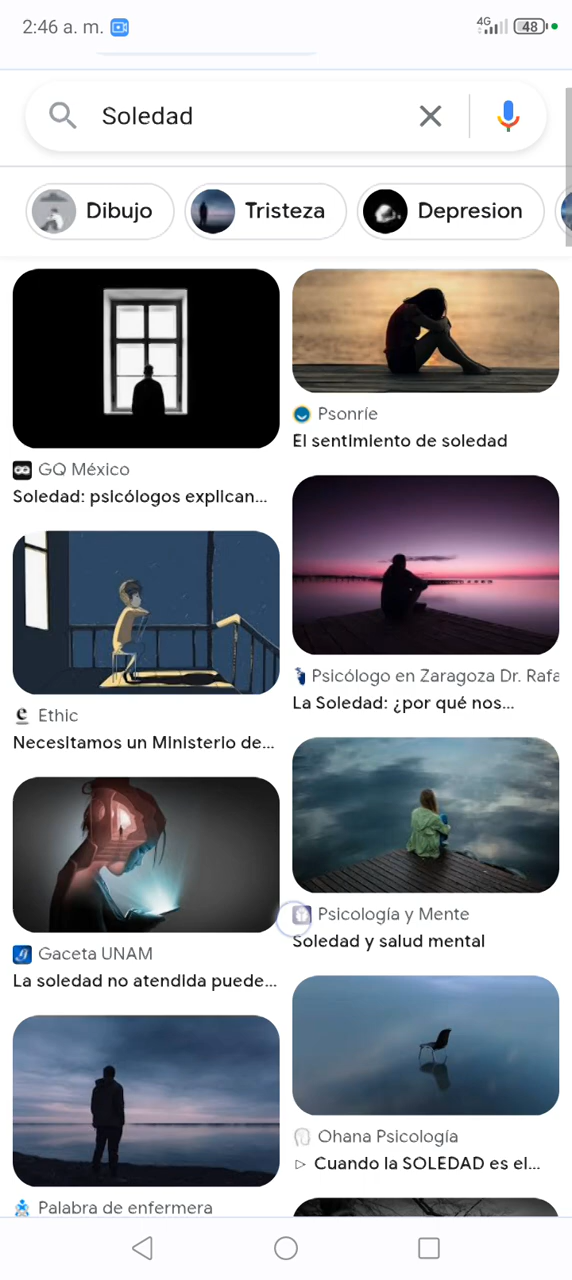 2:46 a. m.
4G
48
Soledad
Dibujo
Tristeza
Depresion
GQ México
Soledad: psicólogos explican...
Psonríe
El sentimiento de soledad
Ethic
Necesitamos un Ministerio de...
Psicólogo en Zaragoza Dr. Rafa
La Soledad: ¿por qué nos...
Gaceta UNAM
La soledad no atendida puede...
Psicología y Mente
Soledad y salud mental
Palabra de enfermera
Ohana Psicología
▷ Cuando la SOLEDAD es el...